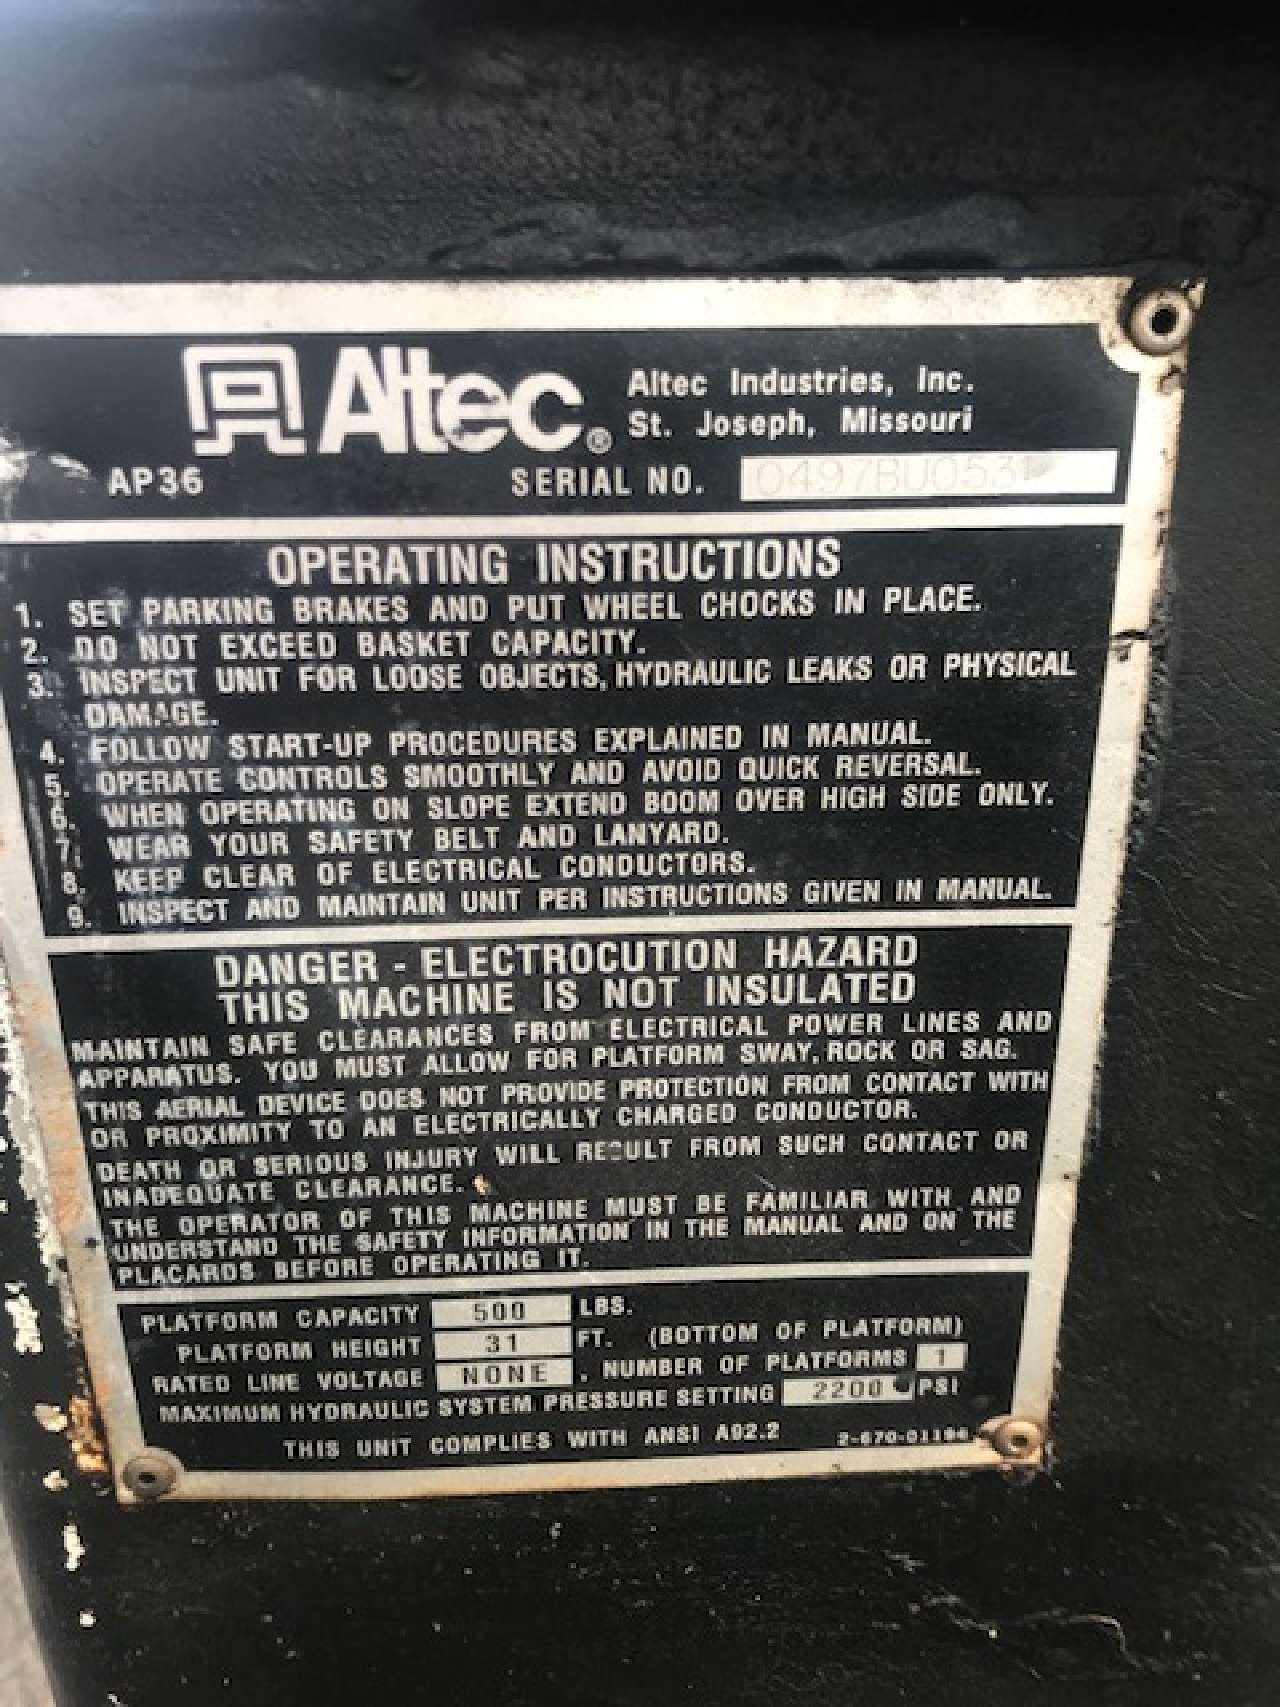 Altec® Altec Industries, Inc.
St. Joseph, Missouri
AP36 SERIAL NO.
OPERATING INSTRUCTIONS
1. SET PARKING BRAKES AND PUT WHEEL CHOCKS IN PLACE.
2. DO NOT EXCEED BASKET CAPACITY.
3. INSPECT UNIT FOR LOOSE OBJECTS, HYDRAULIC LEAKS OR PHYSICAL
DAMAGE.
4. FOLLOW START-UP PROCEDURES EXPLAINED IN MANUAL.
5. OPERATE CONTROLS SMOOTHLY AND AVOID QUICK REVERSAL.
6. WHEN OPERATING ON SLOPE EXTEND BOOM OVER HIGH SIDE ONLY.
7. WEAR YOUR SAFETY BELT AND LANYARD.
8. KEEP CLEAR OF ELECTRICAL CONDUCTORS.
9. INSPECT AND MAINTAIN UNIT PER INSTRUCTIONS GIVEN IN MANUAL.
DANGER - ELECTROCUTION HAZARD
THIS MACHINE IS NOT INSULATED
MAINTAIN SAFE CLEARANCES FROM ELECTRICAL POWER LINES AND
APPARATUS. YOU MUST ALLOW FOR PLATFORM SWAY, ROCK OR SAG.
THIS AERIAL DEVICE DOES NOT PROVIDE PROTECTION FROM CONTACT WITH
OR PROXIMITY TO AN ELECTRICALLY CHARGED CONDUCTOR.
DEATH OR SERIOUS INJURY WILL RESULT FROM SUCH CONTACT OR
INADEQUATE CLEARANCE.
THE OPERATOR OF THIS MACHINE MUST BE FAMILIAR WITH AND
UNDERSTAND THE SAFETY INFORMATION IN THE MANUAL AND ON THE
PLACARDS BEFORE OPERATING IT.
PLATFORM CAPACITY 500 LBS.
PLATFORM HEIGHT 31 FT. (BOTTOM OF PLATFORM)
RATED LINE VOLTAGE NONE , NUMBER OF PLATFORMS 1
MAXIMUM HYDRAULIC SYSTEM PRESSURE SETTING 2200 PSI
THIS UNIT COMPLIES WITH ANSI A92.2